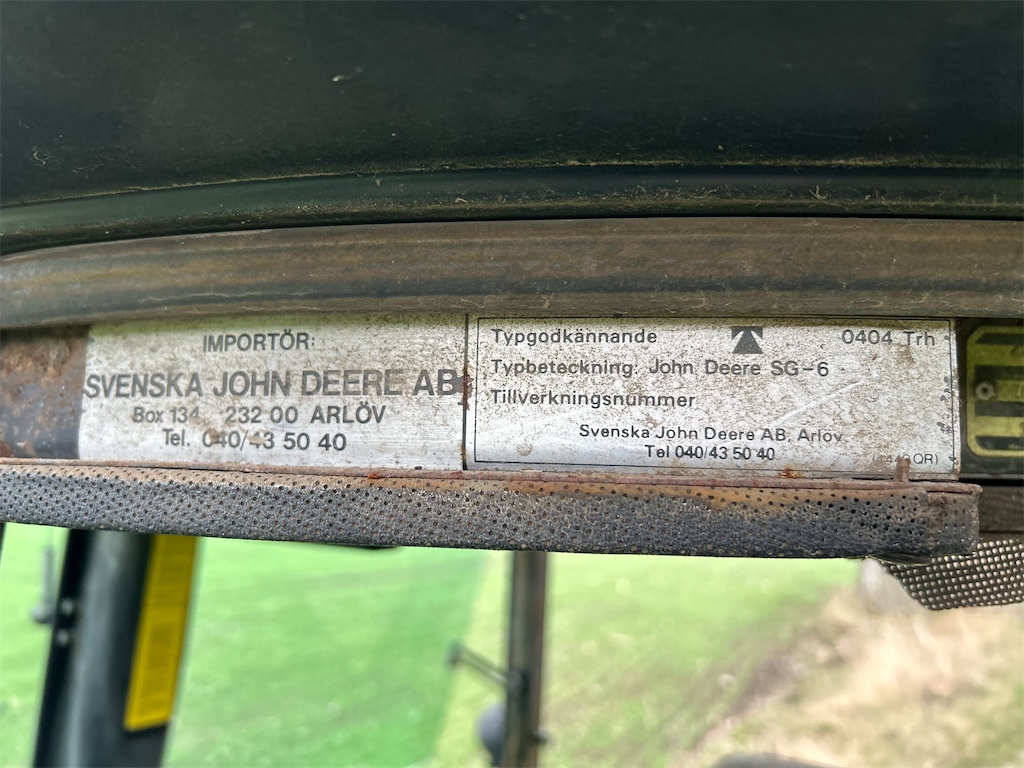 IMPORTÖR:
SVENSKA JOHN DEERE AB
Box 134 232 00 ARLÖV
Tel. 040/43 50 40
Typgodkännande 0404 Trh
Typbeteckning: John Deere SG-6
Tillverkningsnummer
Svenska John Deere AB, Arlöv
Tel 040/43 50 40